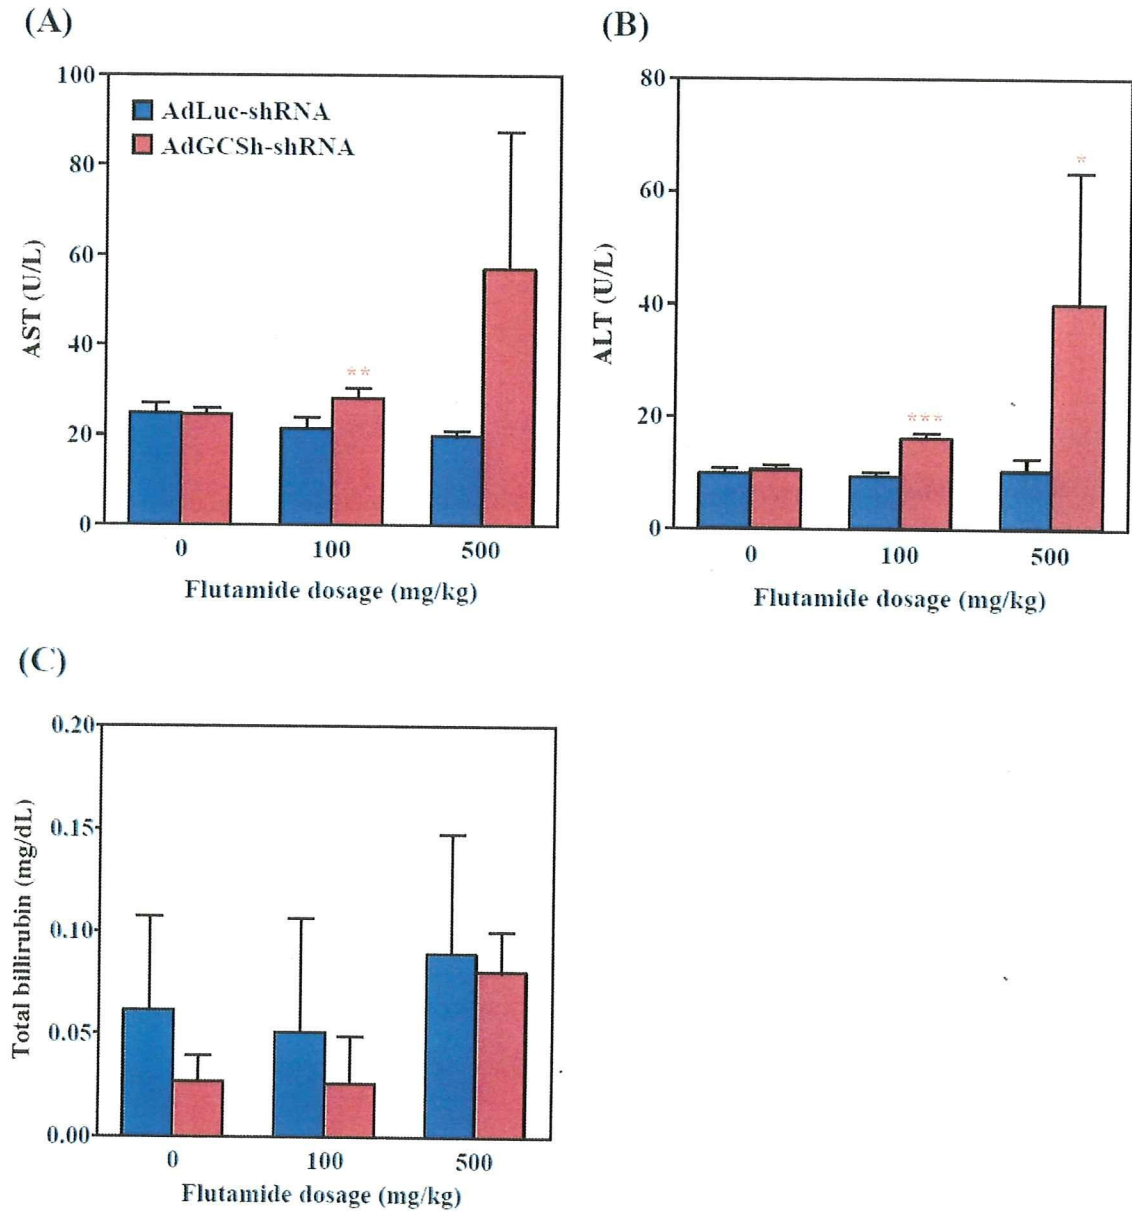 (A)
100
80
60
40
20
0
AST (U/L)
AdLuc-shRNA
AdGCSh-shRNA
**
0 100 500
Flutamide dosage (mg/kg)
(B)
80
60
40
20
0
ALT (U/L)
***
*
0 100 500
Flutamide dosage (mg/kg)
(C)
0.20
0.15
0.10
0.05
0.00
Total billirubin (mg/dL)
0 100 500
Flutamide dosage (mg/kg)